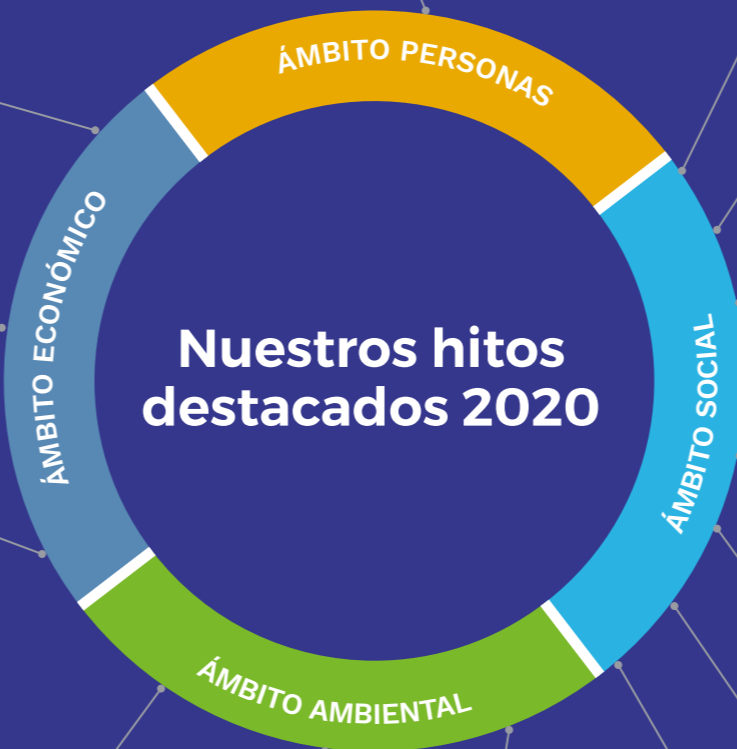 ÁMBITO PERSONAS
ÁMBITO ECONÓMICO
Nuestros hitos
destacados 2020
ÁMBITO SOCIAL
ÁMBITO AMBIENTAL